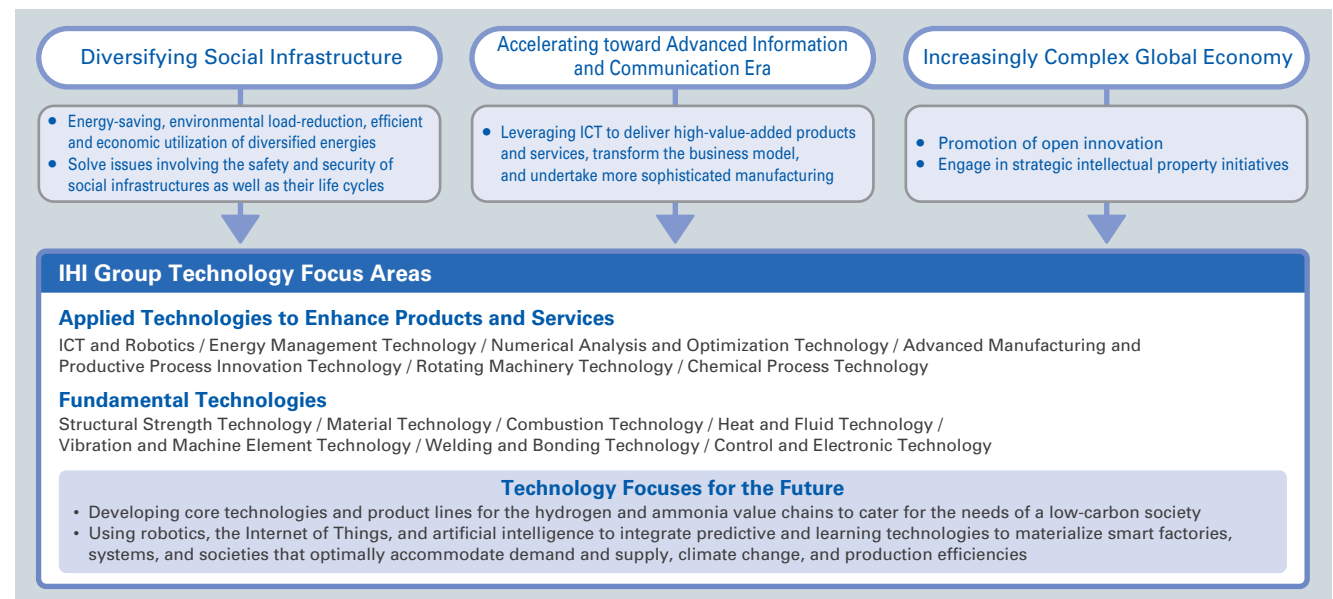 Diversifying Social Infrastructure
Accelerating toward Advanced Information
and Communication Era
Increasingly Complex Global Economy
• Energy-saving, environmental load-reduction, efficient
and economic utilization of diversified energies
• Solve issues involving the safety and security of
social infrastructures as well as their life cycles
• Leveraging ICT to deliver high-value-added products
and services, transform the business model,
and undertake more sophisticated manufacturing
• Promotion of open innovation
• Engage in strategic intellectual property initiatives
IHI Group Technology Focus Areas
Applied Technologies to Enhance Products and Services
ICT and Robotics / Energy Management Technology / Numerical Analysis and Optimization Technology / Advanced Manufacturing and
Productive Process Innovation Technology / Rotating Machinery Technology / Chemical Process Technology
Fundamental Technologies
Structural Strength Technology / Material Technology / Combustion Technology / Heat and Fluid Technology /
Vibration and Machine Element Technology / Welding and Bonding Technology / Control and Electronic Technology
Technology Focuses for the Future
• Developing core technologies and product lines for the hydrogen and ammonia value chains to cater for the needs of a low-carbon society
• Using robotics, the Internet of Things, and artificial intelligence to integrate predictive and learning technologies to materialize smart factories,
systems, and societies that optimally accommodate demand and supply, climate change, and production efficiencies